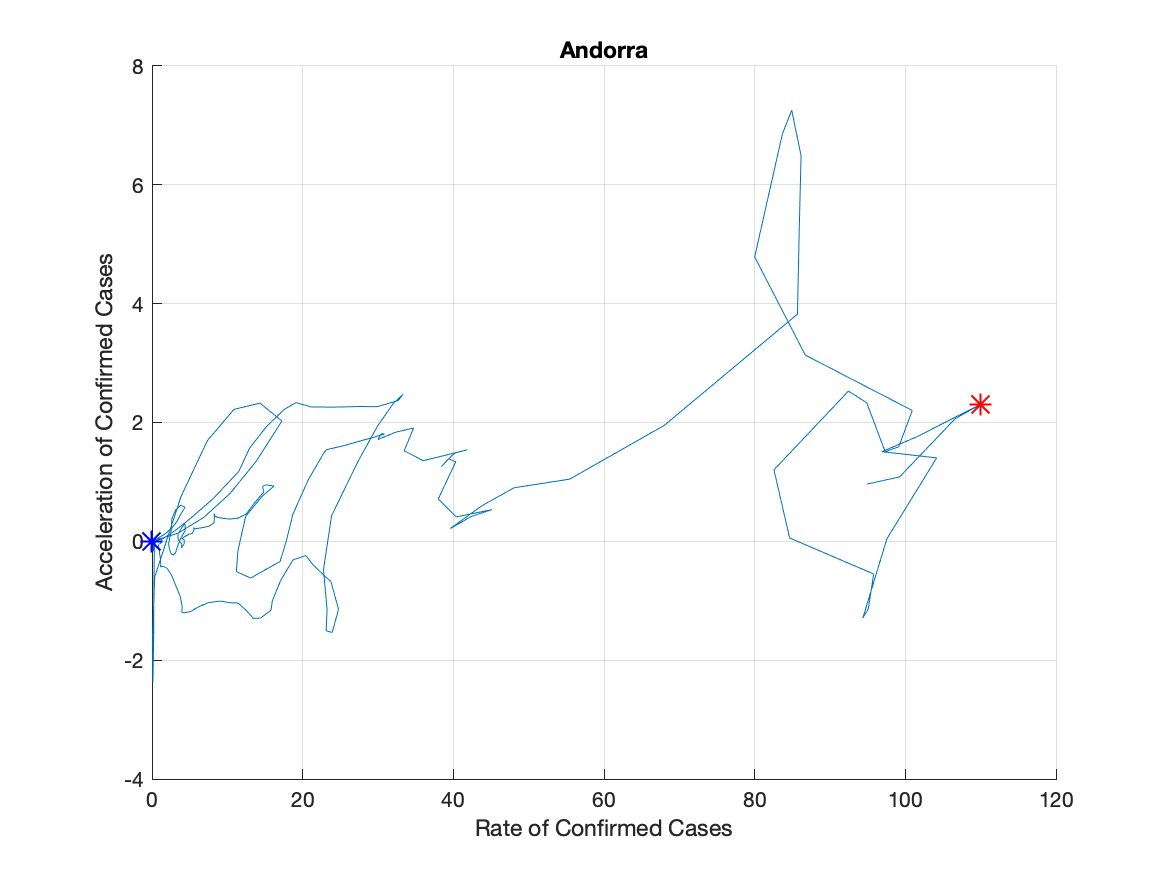 Andorra
8
6
4
2
0
-2
-4
Acceleration of Confirmed Cases
0 20 40 60 80 100 120
Rate of Confirmed Cases